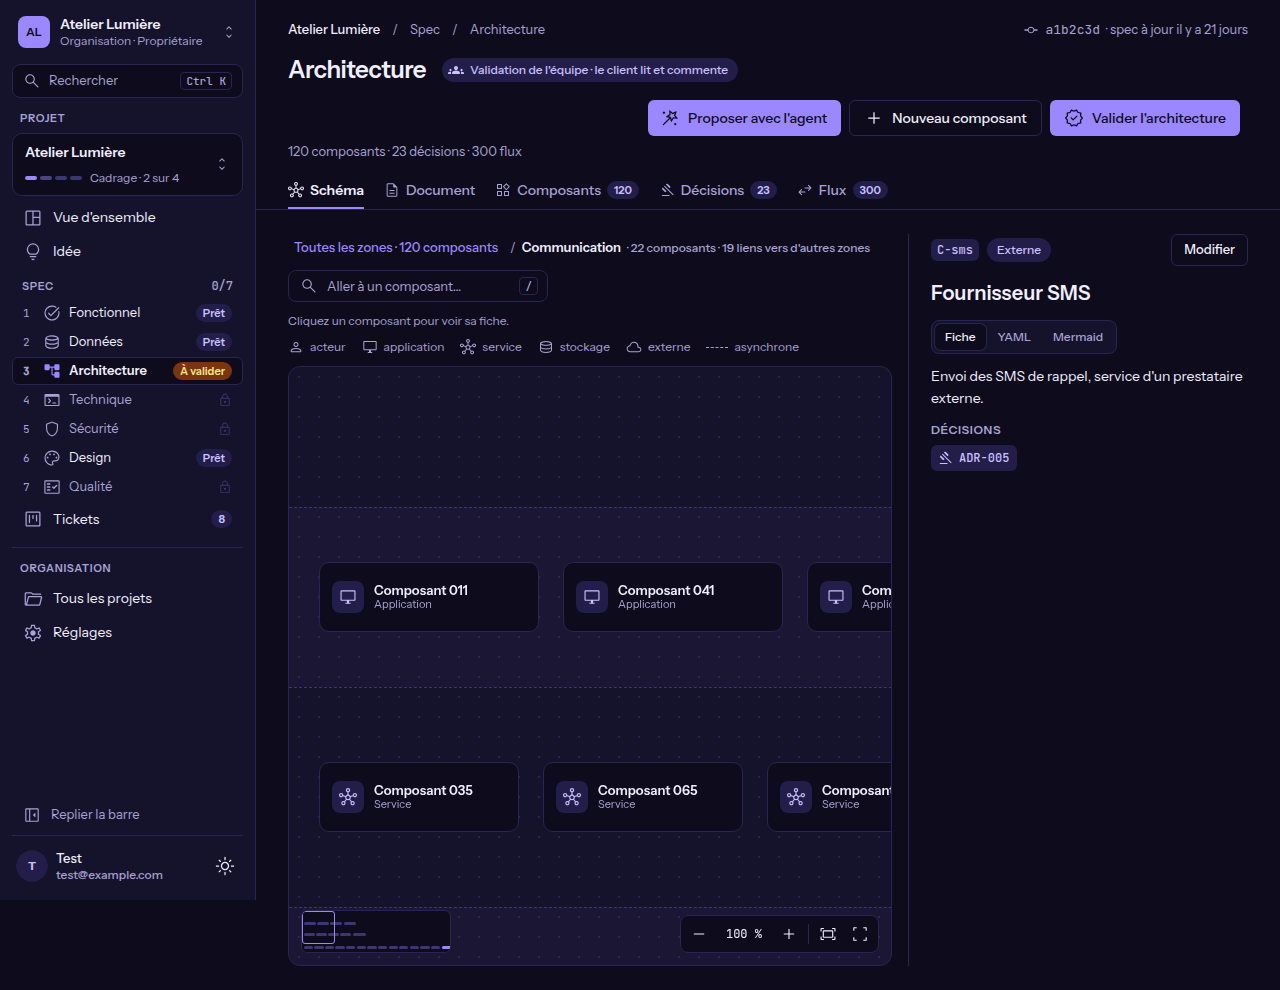 AL
Atelier Lumière
Organisation · Propriétaire
Rechercher
Ctrl K
PROJET
Atelier Lumière
Cadrage · 2 sur 4
Vue d'ensemble
Idée
SPEC 0/7
1 Fonctionnel Prêt
2 Données Prêt
3 Architecture À valider
4 Technique
5 Sécurité
6 Design Prêt
7 Qualité
Tickets 8
ORGANISATION
Tous les projets
Réglages
Replier la barre
T
Test
test@example.com
Atelier Lumière / Spec / Architecture
a1b2c3d · spec à jour il y a 21 jours
Architecture
Validation de l'équipe · le client lit et commente
Proposer avec l'agent
Nouveau composant
Valider l'architecture
120 composants · 23 décisions · 300 flux
Schéma
Document
Composants 120
Décisions 23
Flux 300
Toutes les zones · 120 composants / Communication · 22 composants · 19 liens vers d'autres zones
Aller à un composant... /
Cliquez un composant pour voir sa fiche.
acteur
application
service
stockage
externe
asynchrone
Composant 011
Application
Composant 041
Application
Com
Applic
Composant 035
Service
Composant 065
Service
Composant
Service
100 %
C-sms
Externe
Modifier
Fournisseur SMS
Fiche
YAML
Mermaid
Envoi des SMS de rappel, service d'un prestataire
externe.
DÉCISIONS
ADR-005